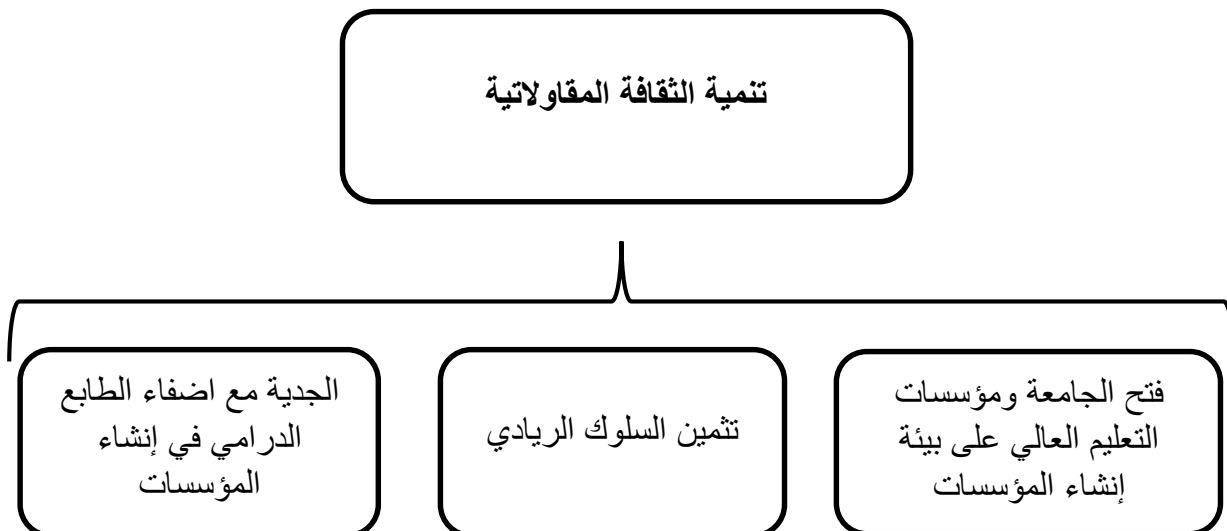 تنمية الثقافة المقاولاتية
فتح الجامعة ومؤسسات
التعليم العالي على بيئة
إنشاء المؤسسات
تثمين السلوك الريادي
الجدية مع اضفاء الطابع
الدرامي في إنشاء
المؤسسات